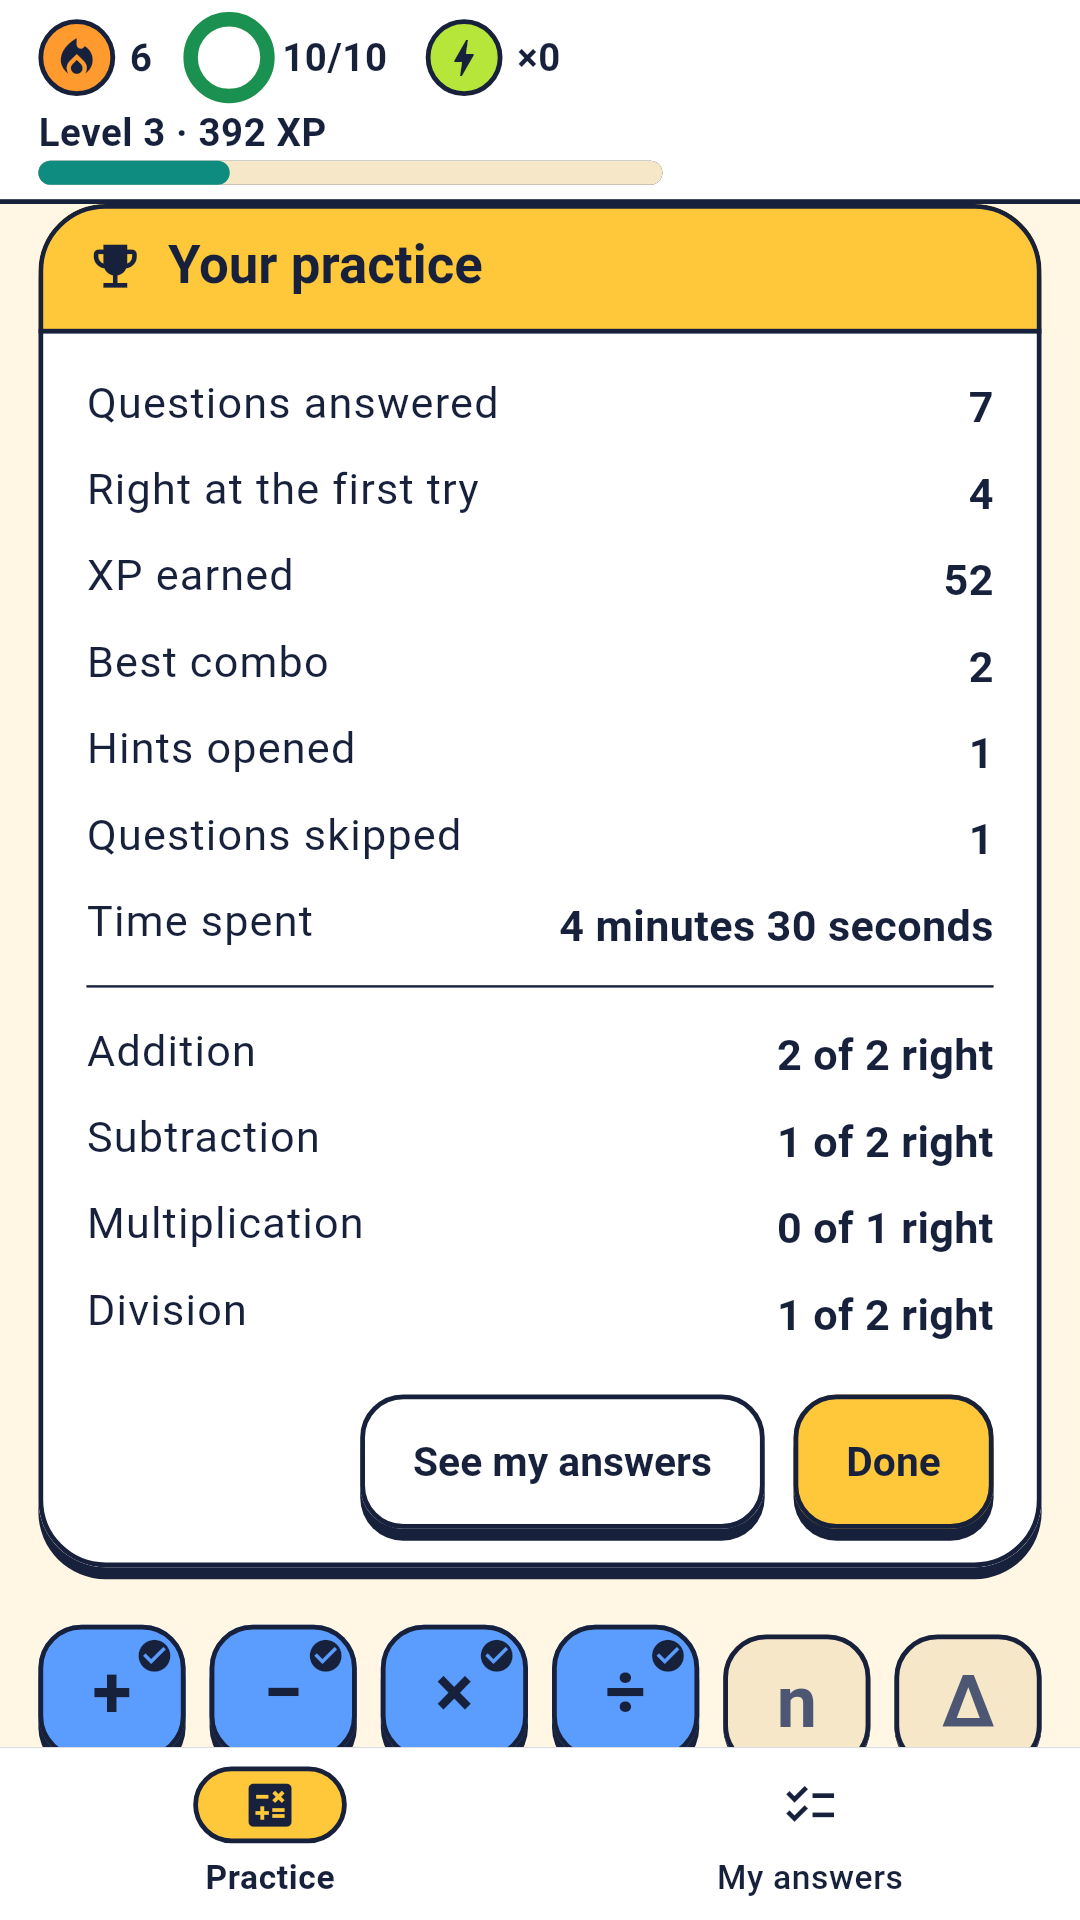 6 10/10 ×0
Level 3 · 392 XP
Your practice
Questions answered 7
Right at the first try 4
XP earned 52
Best combo 2
Hints opened 1
Questions skipped 1
Time spent 4 minutes 30 seconds
Addition 2 of 2 right
Subtraction 1 of 2 right
Multiplication 0 of 1 right
Division 1 of 2 right
See my answers Done
+ − × ÷ n Δ
Practice My answers